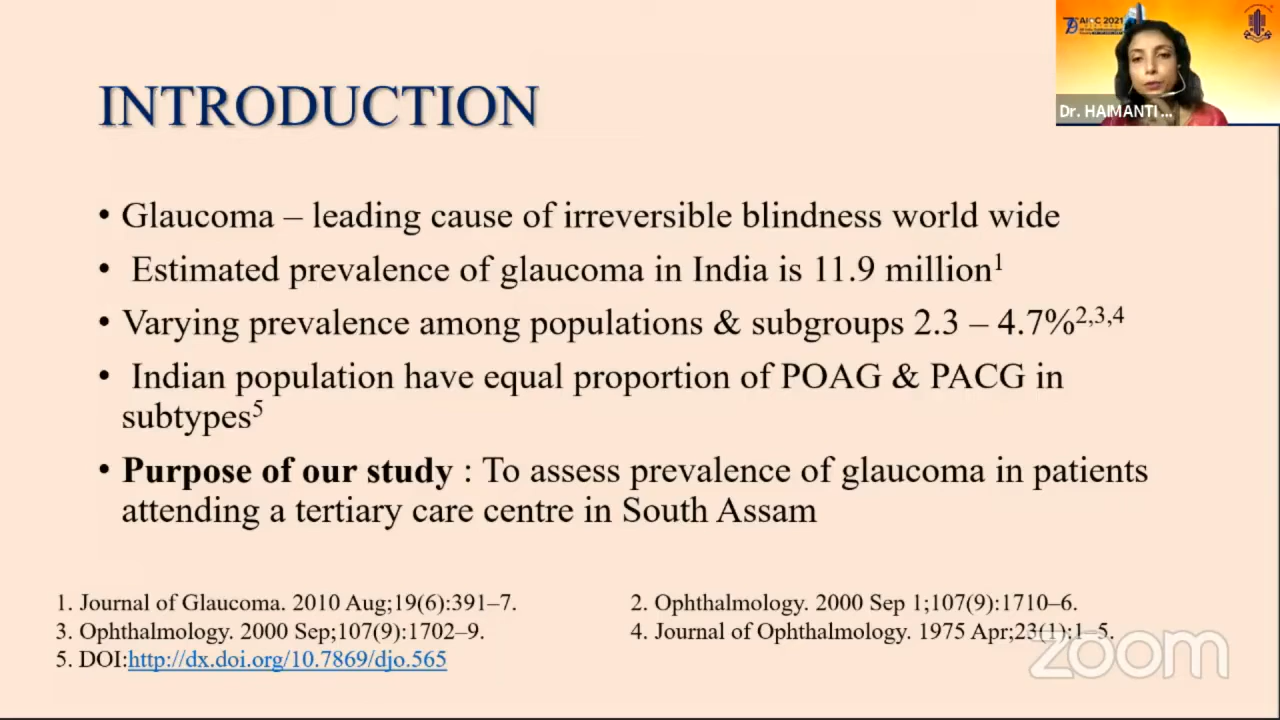 AIOC 2021
Dr. HAIMANTI ...
INTRODUCTION
• Glaucoma – leading cause of irreversible blindness world wide
• Estimated prevalence of glaucoma in India is 11.9 million1
• Varying prevalence among populations & subgroups 2.3 – 4.7%2,3,4
• Indian population have equal proportion of POAG & PACG in
subtypes5
• Purpose of our study : To assess prevalence of glaucoma in patients
attending a tertiary care centre in South Assam
1. Journal of Glaucoma. 2010 Aug;19(6):391–7.
2. Ophthalmology. 2000 Sep 1;107(9):1710–6.
3. Ophthalmology. 2000 Sep;107(9):1702–9.
4. Journal of Ophthalmology. 1975 Apr;23(1):1–5.
5. DOI:http://dx.doi.org/10.7869/djo.565
zoom